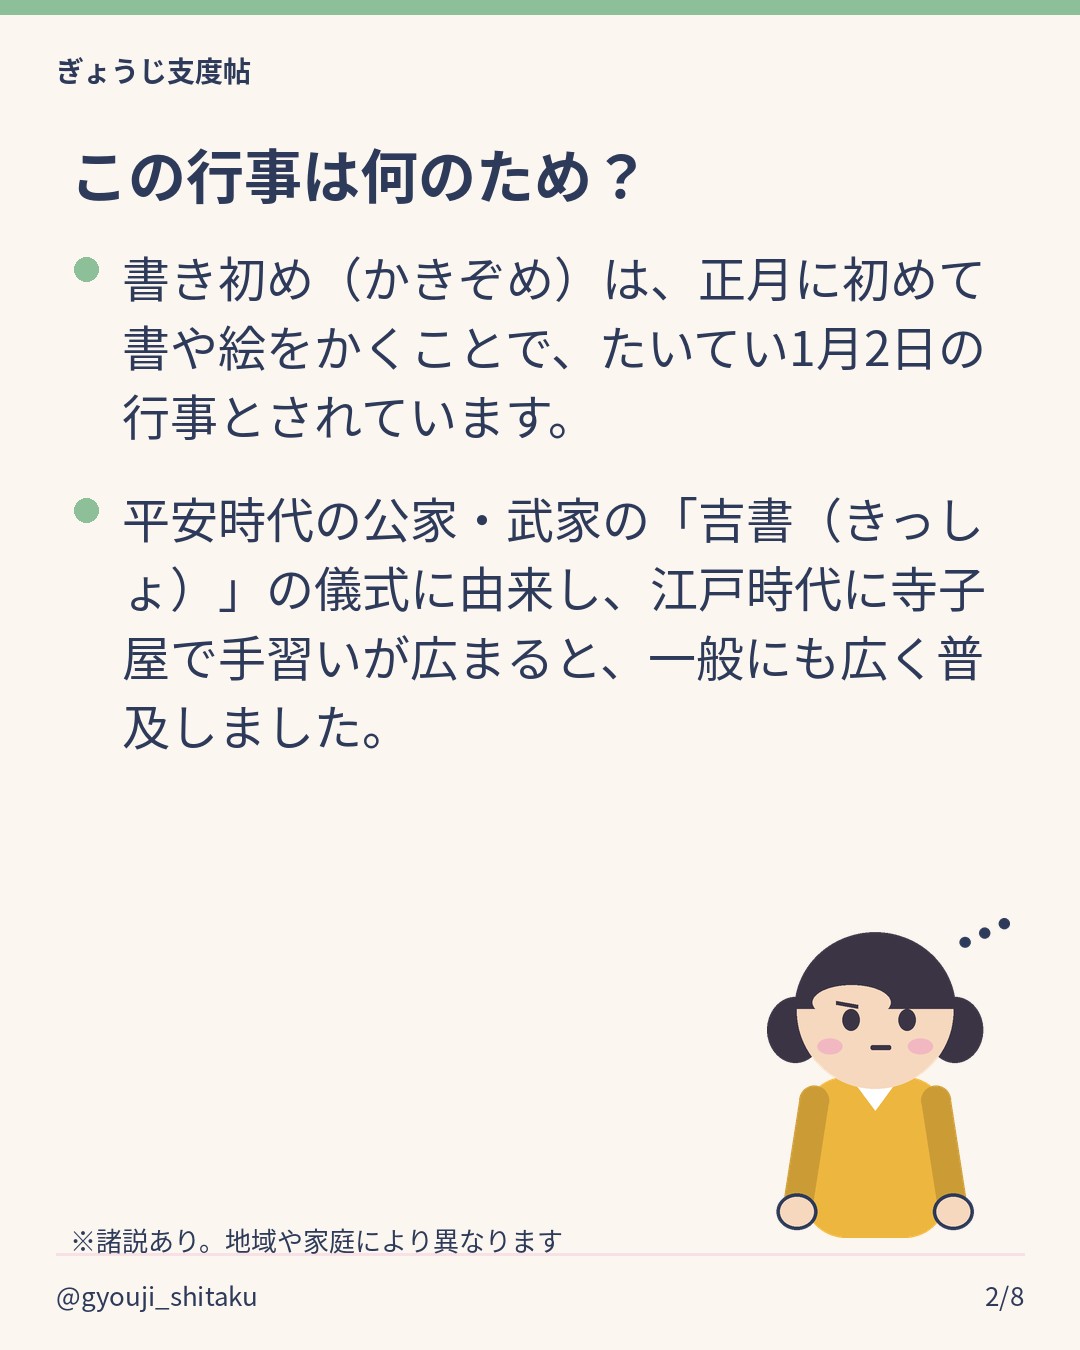 ぎょうじ支度帖
この行事は何のため？
書き初め（かきぞめ）は、正月に初めて
書や絵をかくことで、たいてい1月2日の
行事とされています。
平安時代の公家・武家の「吉書（きっし
ょ）」の儀式に由来し、江戸時代に寺子
屋で手習いが広まると、一般にも広く普
及しました。
※諸説あり。地域や家庭により異なります
@gyouji_shitaku
2/8